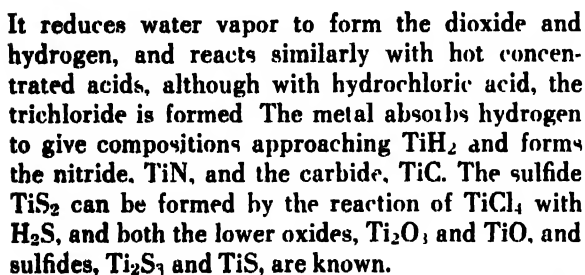 It reduces water vapor to form the dioxide and
hydrogen, and reacts similarly with hot concen-
trated acids, although with hydrochloric acid, the
trichloride is formed The metal absorbs hydrogen
to give compositions approaching TiH₂ and forms
the nitride, TiN, and the carbide, TiC. The sulfide
TiS₂ can be formed by the reaction of TiCl₄ with
H₂S, and both the lower oxides, Ti₂O₃ and TiO, and
sulfides, Ti₂S₃ and TiS, are known.